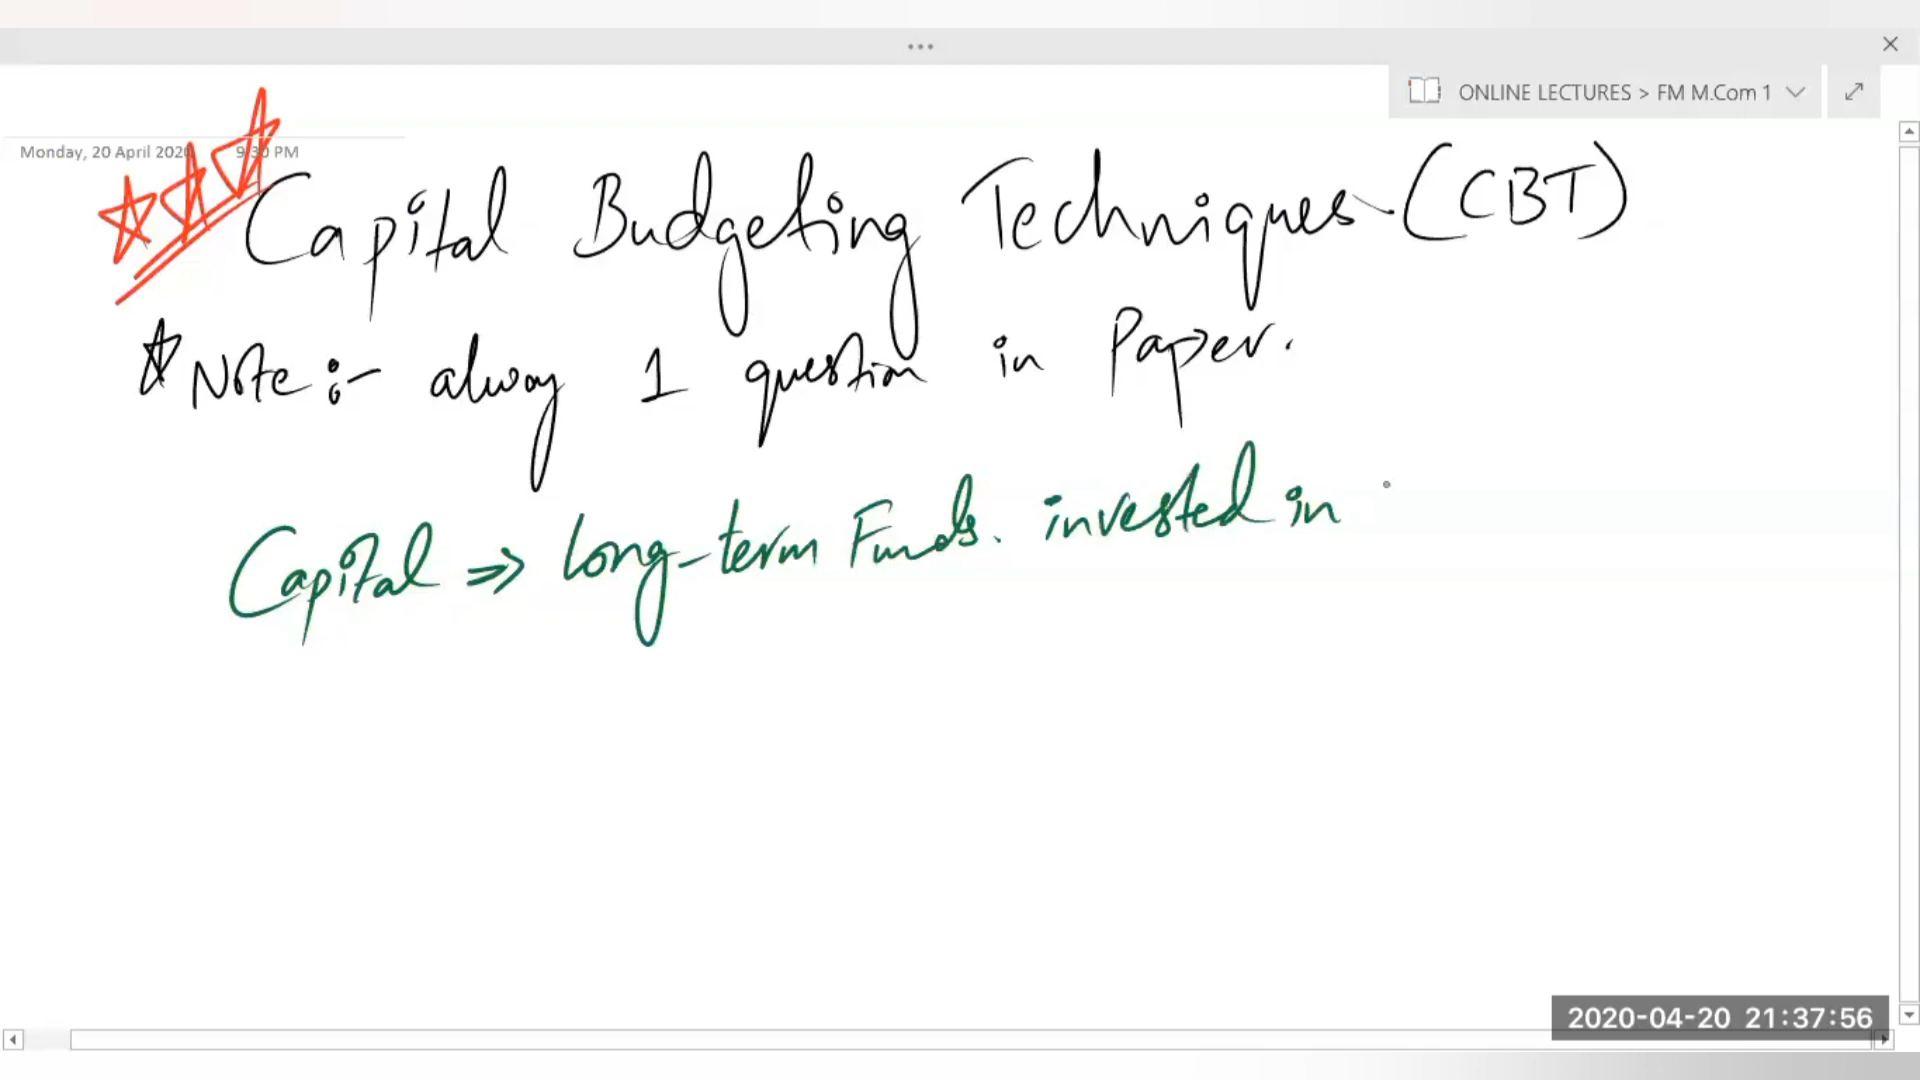 ONLINE LECTURES > FM M.Com 1
Monday, 20 April 2020 9:30 PM
Capital Budgeting Techniques (CBT)
Note:- alway 1 question in Paper.
Capital ⇒ Long-term Funds. invested in
2020-04-20 21:37:56